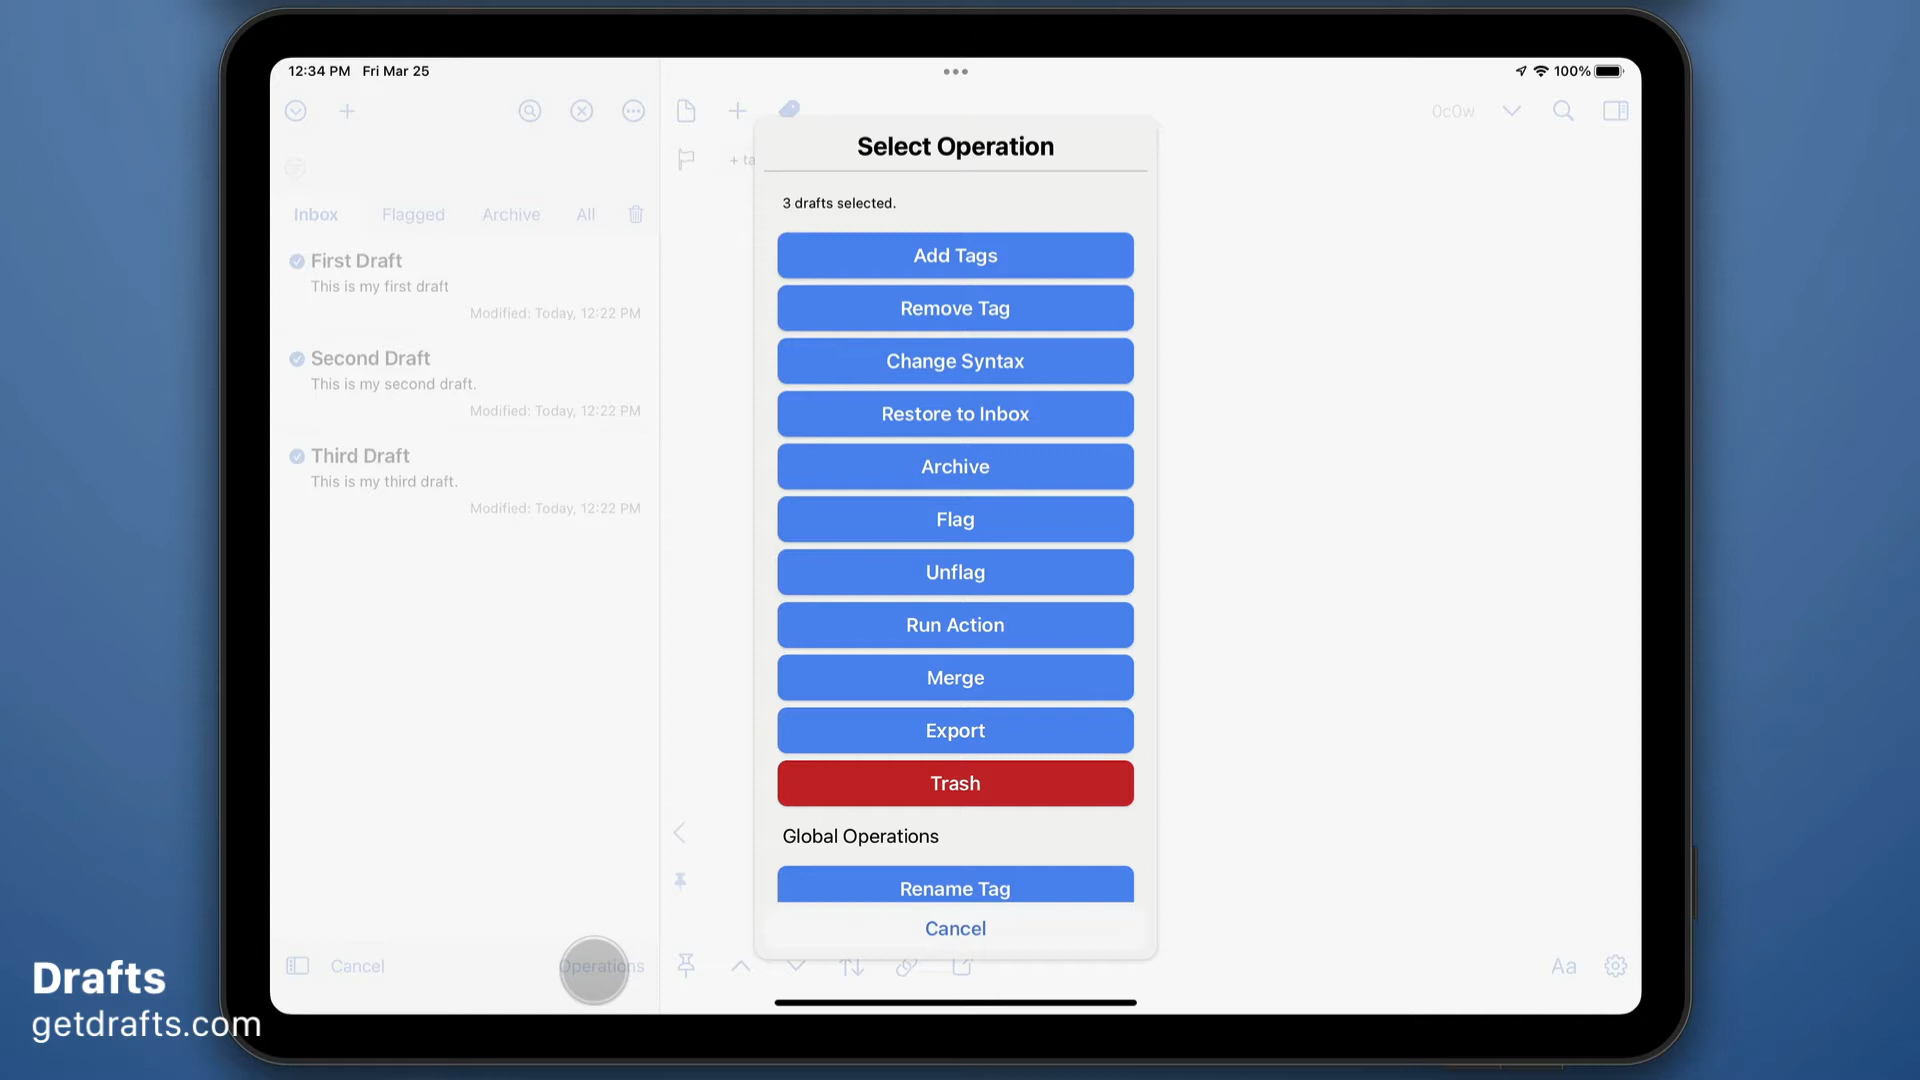 12:34 PM Fri Mar 25
100%
0c0w
+ ta
Inbox
Flagged
Archive
All
First Draft
This is my first draft
Modified: Today, 12:22 PM
Second Draft
This is my second draft.
Modified: Today, 12:22 PM
Third Draft
This is my third draft.
Modified: Today, 12:22 PM
Cancel
Operations
Select Operation
3 drafts selected.
Add Tags
Remove Tag
Change Syntax
Restore to Inbox
Archive
Flag
Unflag
Run Action
Merge
Export
Trash
Global Operations
Rename Tag
Cancel
Aa
Drafts
getdrafts.com